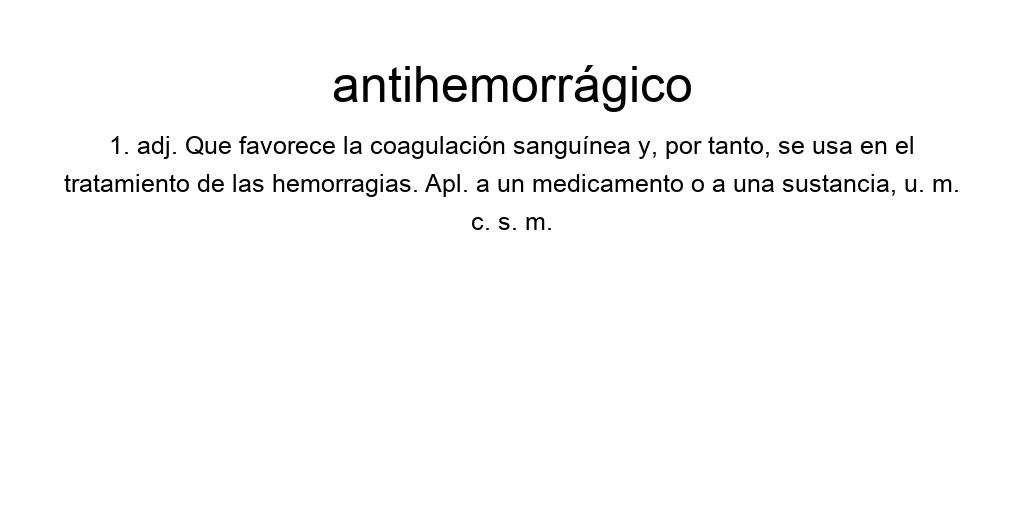 antihemorrágico
1. adj. Que favorece la coagulación sanguínea y, por tanto, se usa en el
tratamiento de las hemorragias. Apl. a un medicamento o a una sustancia, u. m.
c. s. m.